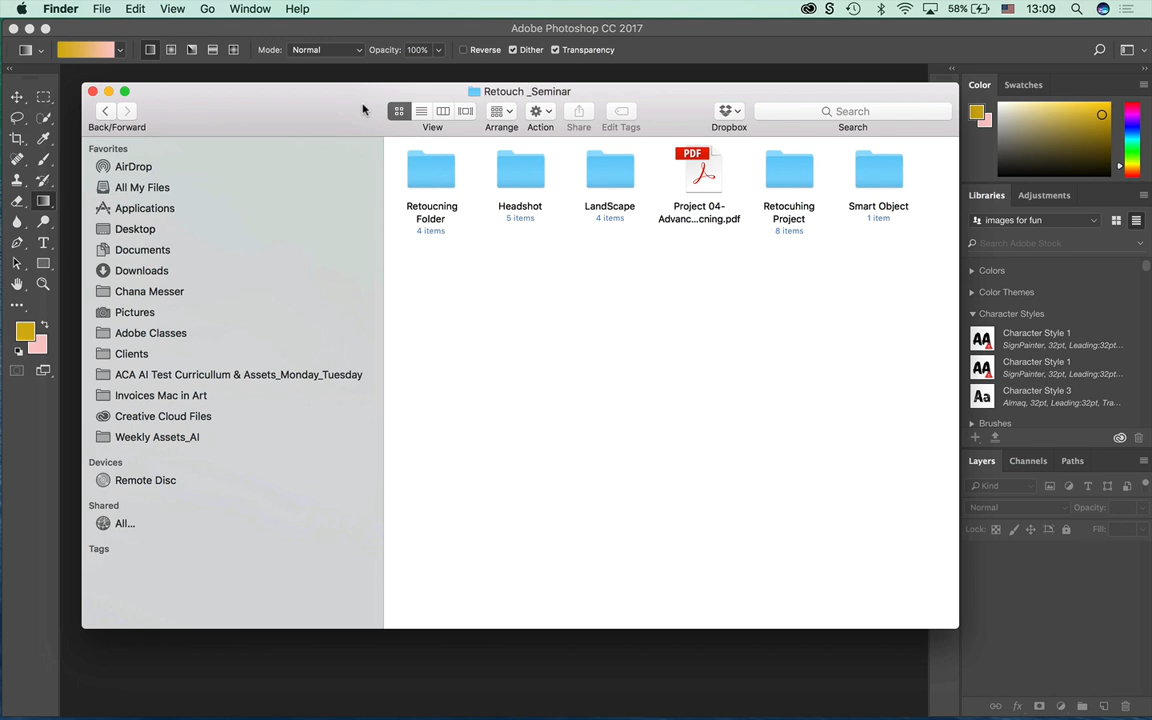 Finder File Edit View Go Window Help 58% 13:09
Adobe Photoshop CC 2017
Mode: Normal Opacity: 100% Reverse Dither Transparency
Retouch _Seminar
Search
Back/Forward View Arrange Action Share Edit Tags Dropbox Search
Favorites
AirDrop
All My Files
Applications
Desktop
Documents
Downloads
Chana Messer
Pictures
Adobe Classes
Clients
ACA AI Test Curricullum & Assets_Monday_Tuesday
Invoices Mac in Art
Creative Cloud Files
Weekly Assets_AI
Devices
Remote Disc
Shared
All...
Tags
Retoucning
Folder
4 items
Headshot
5 items
LandScape
4 items
PDF
Project 04-
Advanc...cning.pdf
Retocuhing
Project
8 items
Smart Object
1 item
Color Swatches
Libraries Adjustments
images for fun
Search Adobe Stock
Colors
Color Themes
Character Styles
AA
Character Style 1
SignPainter, 32pt, Leading:32pt...
AA
Character Style 1
SignPainter, 32pt, Leading:32pt...
Aa
Character Style 3
Almaq, 32pt, Leading:32pt, Tra...
Brushes
Layers Channels Paths
Kind
Normal Opacity:
Lock: Fill:
fx